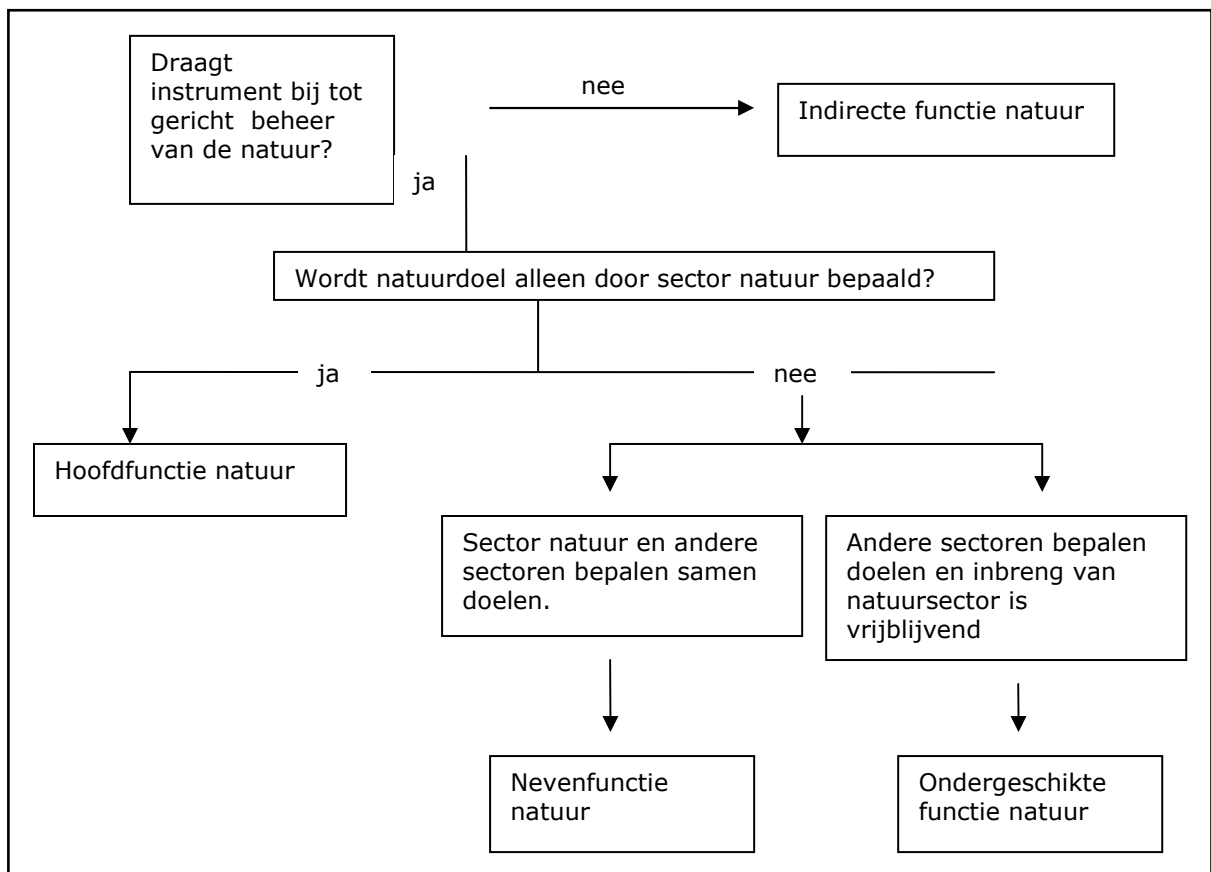 Draagt
instrument bij tot
gericht beheer
van de natuur?
nee
Indirecte functie natuur
ja
Wordt natuurdoel alleen door sector natuur bepaald?
ja
nee
Hoofdfunctie natuur
Sector natuur en andere
sectoren bepalen samen
doelen.
Andere sectoren bepalen
doelen en inbreng van
natuursector is
vrijblijvend
Nevenfunctie
natuur
Ondergeschikte
functie natuur